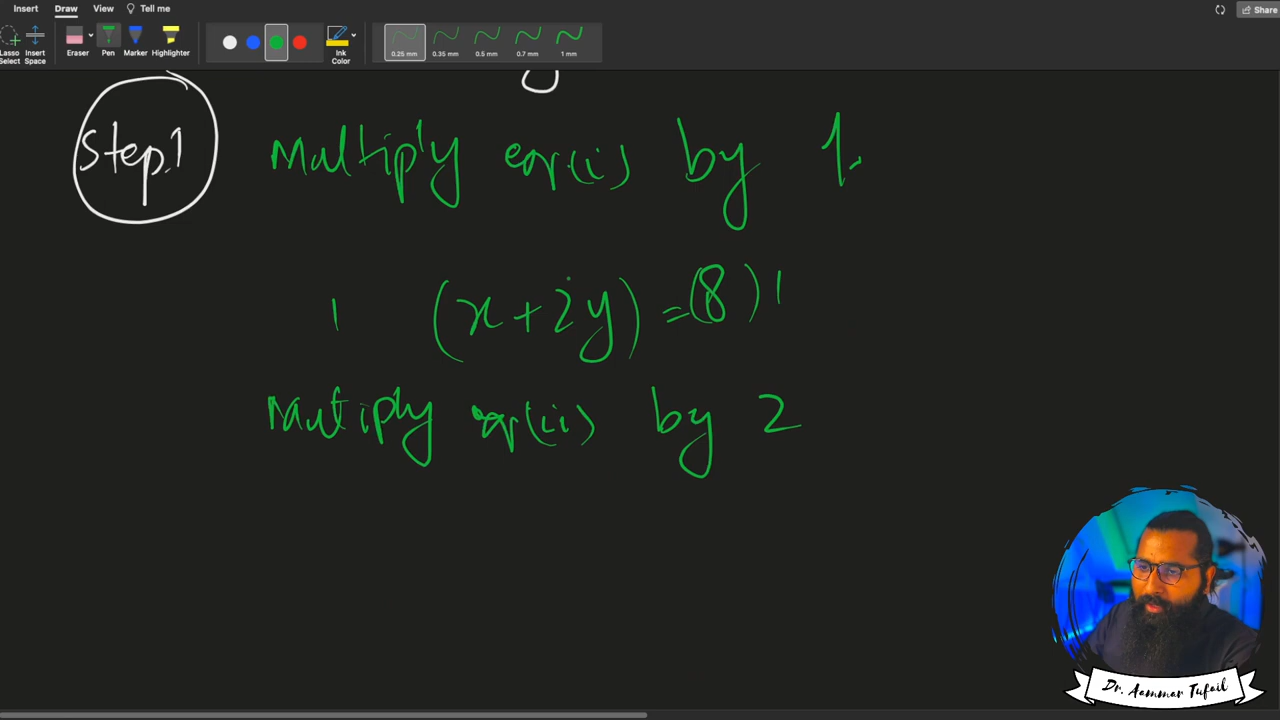 Insert Draw View Tell me
Share
Lasso Select
Insert Space
Eraser
Pen
Marker
Highlighter
Ink Color
0.25 mm
0.35 mm
0.5 mm
0.7 mm
1 mm
Step.1 Multiply eq.(i) by 1.
1 (x+2y) = (8) 1
Multiply eq(ii) by 2
Dr. Aammar Tufail